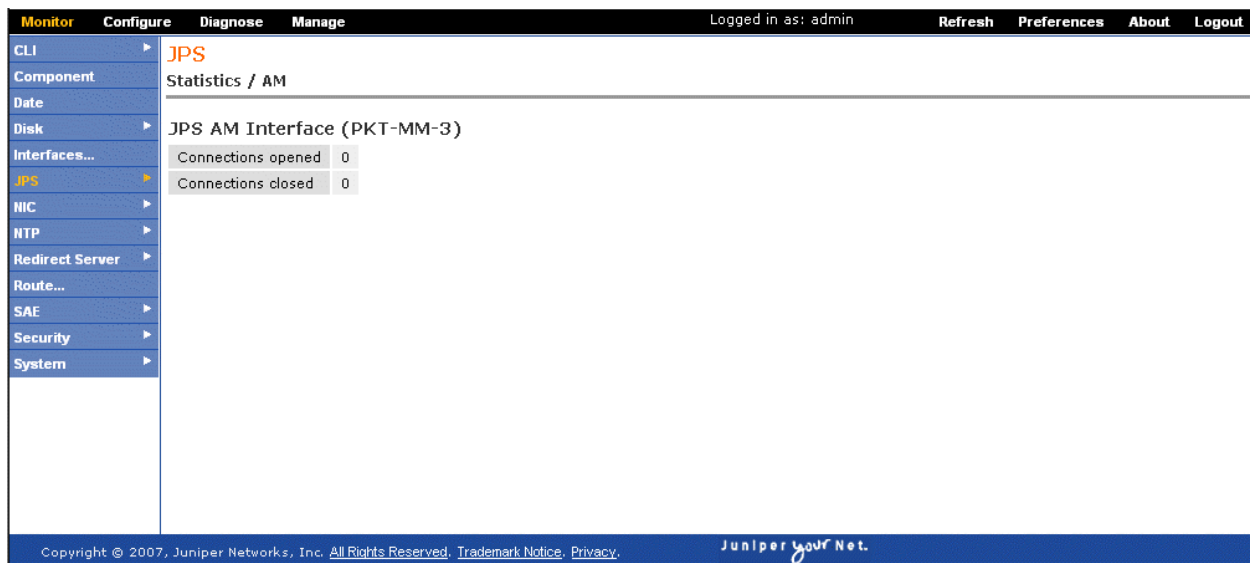 Monitor Configure Diagnose Manage Logged in as: admin Refresh Preferences About Logout
CLI
Component
Date
Disk
Interfaces...
JPS
NIC
NTP
Redirect Server
Route...
SAE
Security
System
JPS
Statistics / AM
JPS AM Interface (PKT-MM-3)
Connections opened 0
Connections closed 0
Copyright © 2007, Juniper Networks, Inc. All Rights Reserved. Trademark Notice. Privacy.
Juniper your Net.